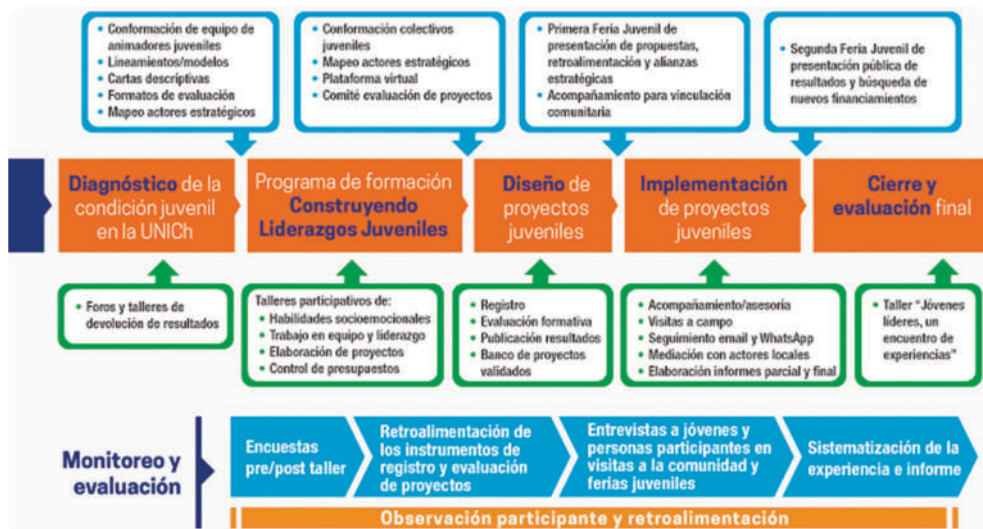 • Conformación de equipo de
animadores juveniles
• Lineamientos/modelos
• Cartas descriptivas
• Formatos de evaluación
• Mapeo actores estratégicos
• Conformación colectivos
juveniles
• Mapeo actores estratégicos
• Plataforma virtual
• Comité evaluación de proyectos
• Primera Feria Juvenil de
presentación de propuestas,
retroalimentación y alianzas
estratégicas
• Acompañamiento para vinculación
comunitaria
• Segunda Feria Juvenil de
presentación pública de
resultados y búsqueda de
nuevos financiamientos
Diagnóstico de la
condición juvenil
en la UNICh
Programa de formación
Construyendo
Liderazgos Juveniles
Diseño de
proyectos
juveniles
Implementación
de proyectos
juveniles
Cierre y
evaluación final
• Foros y talleres de
devolución de resultados
Talleres participativos de:
• Habilidades socioemocionales
• Trabajo en equipo y liderazgo
• Elaboración de proyectos
• Control de presupuestos
• Registro
• Evaluación formativa
• Publicación resultados
• Banco de proyectos
validados
• Acompañamiento/asesoría
• Visitas a campo
• Seguimiento email y WhatsApp
• Mediación con actores locales
• Elaboración informes parcial y final
• Taller "Jóvenes
líderes, un
encuentro de
experiencias"
Monitoreo y
evaluación
Encuestas
pre/post taller
Retroalimentación de
los instrumentos de
registro y evaluación
de proyectos
Entrevistas a jóvenes y
personas participantes en
visitas a la comunidad y
ferias juveniles
Sistematización de la
experiencia e informe
Observación participante y retroalimentación